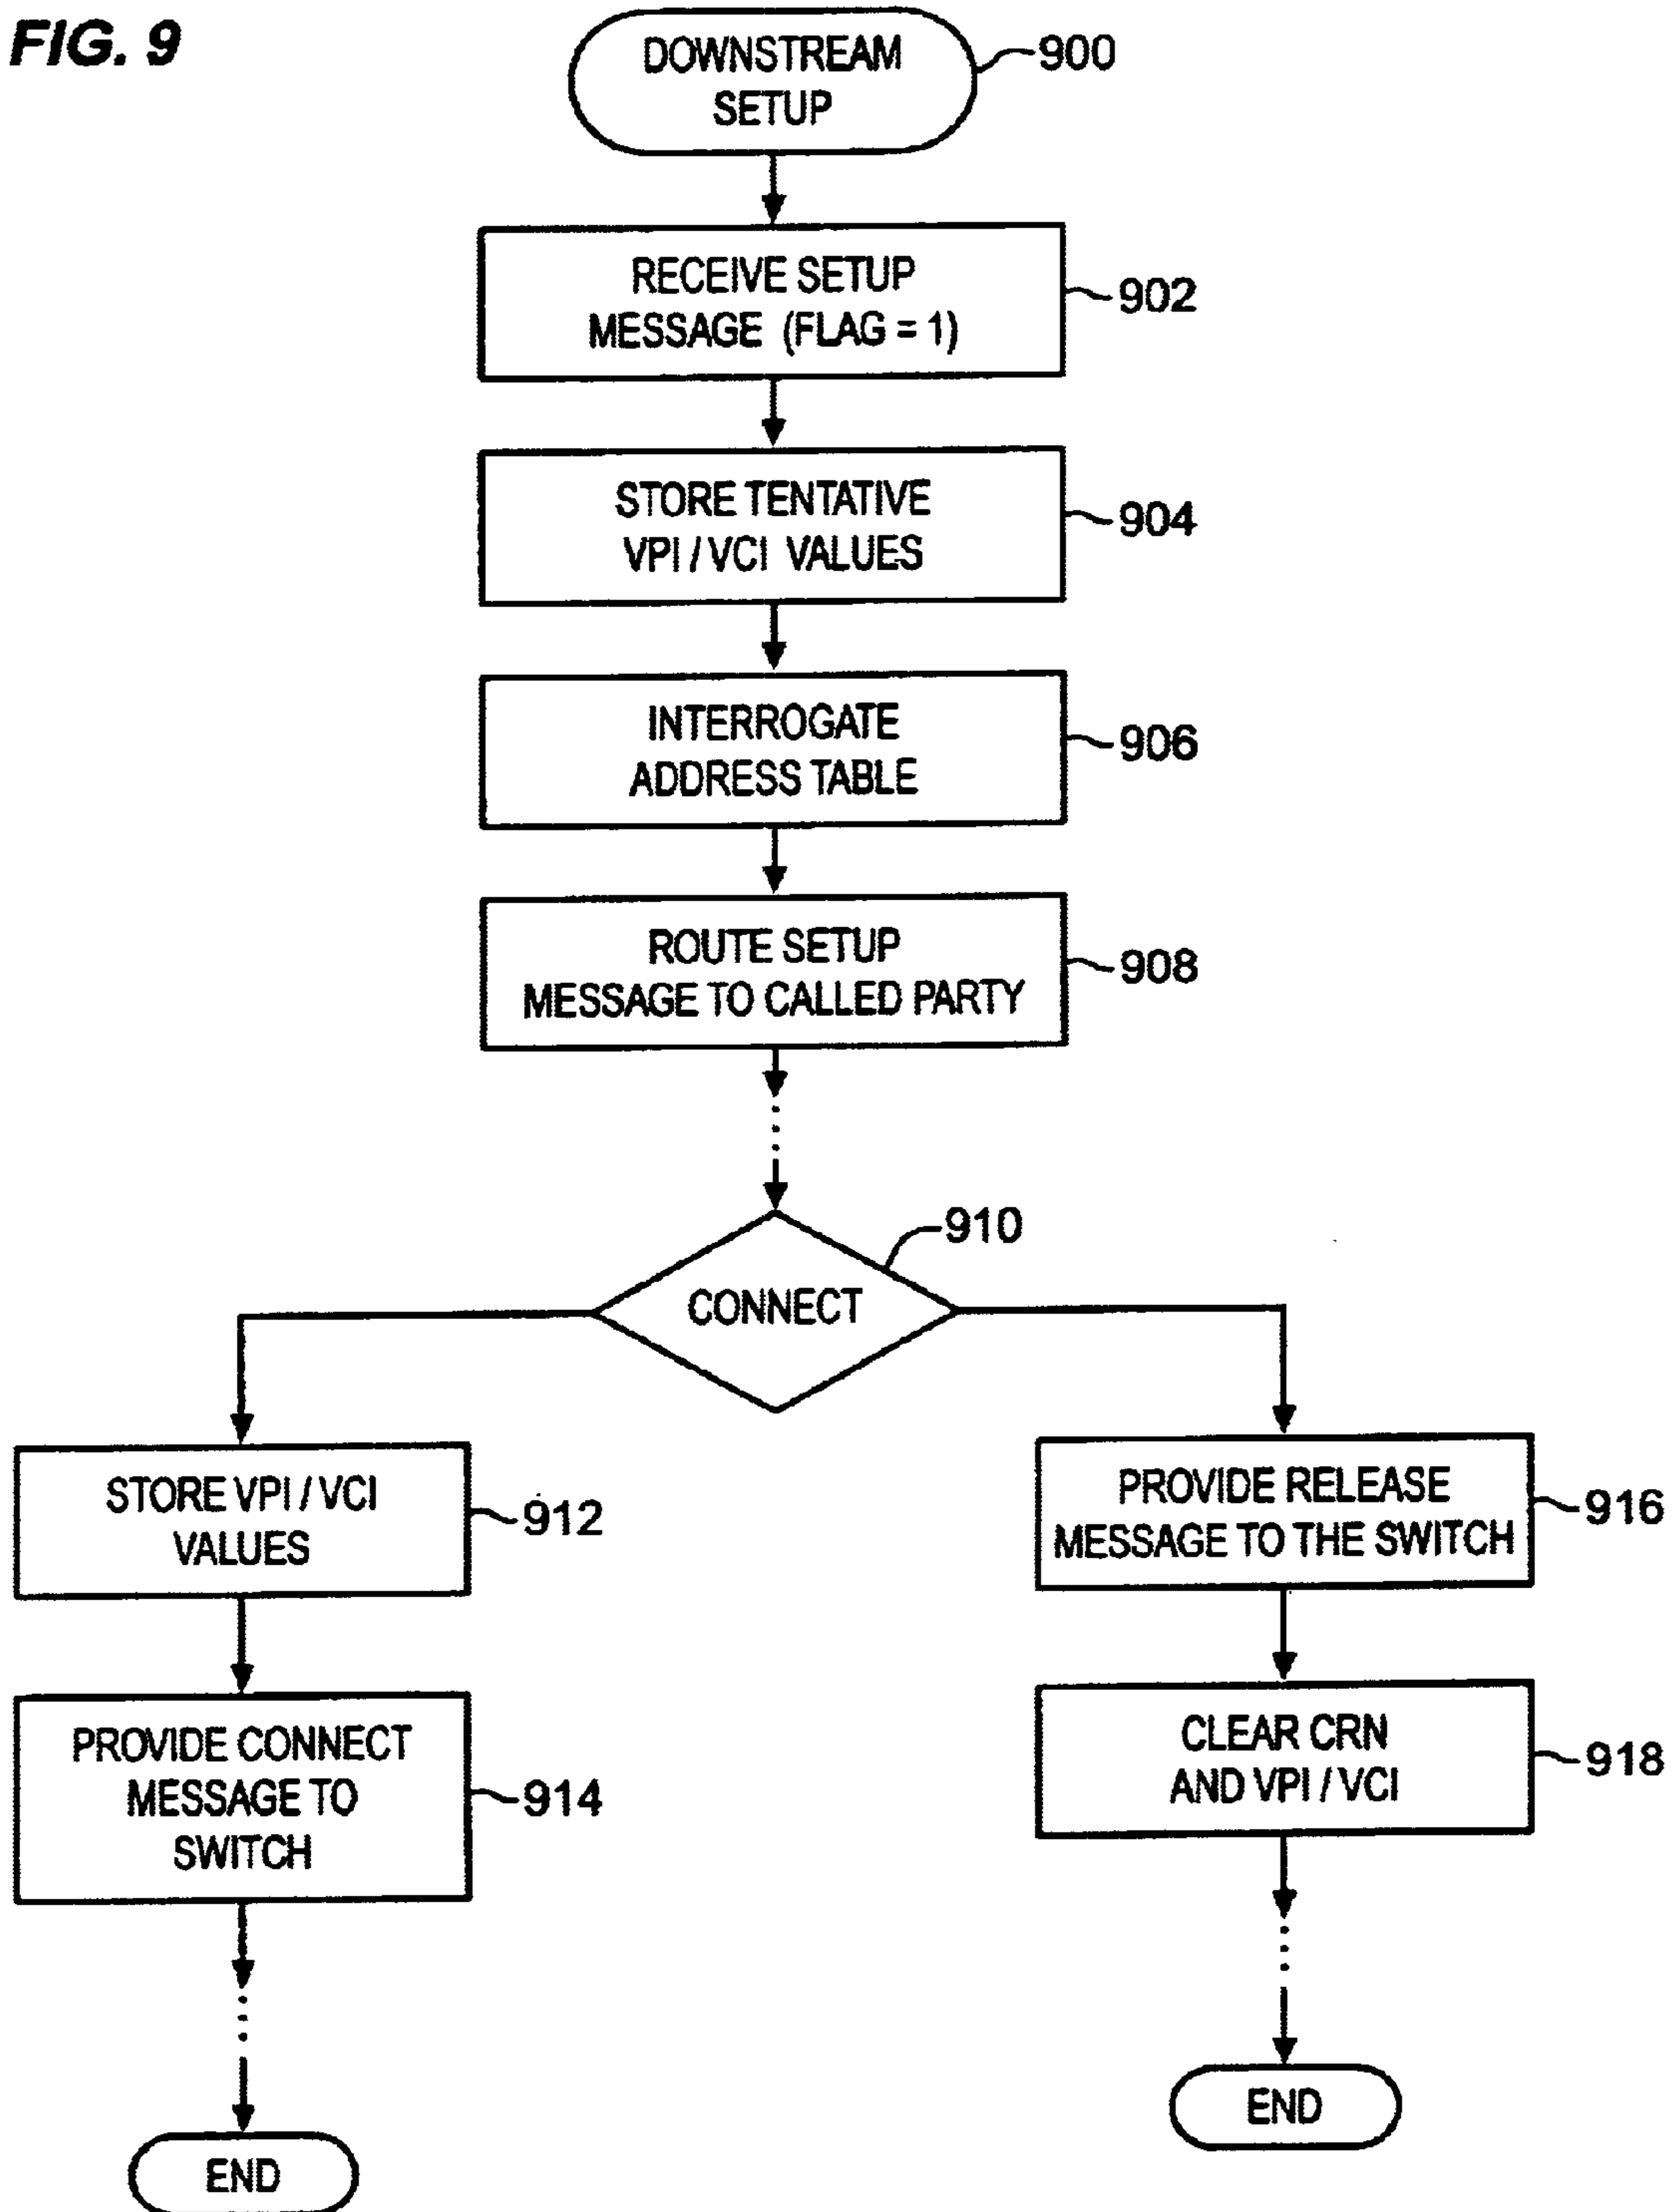 FIG. 9
DOWNSTREAM
SETUP
900
RECEIVE SETUP
MESSAGE (FLAG = 1)
902
STORE TENTATIVE
VPI / VCI VALUES
904
INTERROGATE
ADDRESS TABLE
906
ROUTE SETUP
MESSAGE TO CALLED PARTY
908
CONNECT
910
STORE VPI / VCI
VALUES
912
PROVIDE CONNECT
MESSAGE TO
SWITCH
914
END
PROVIDE RELEASE
MESSAGE TO THE SWITCH
916
CLEAR CRN
AND VPI / VCI
918
END